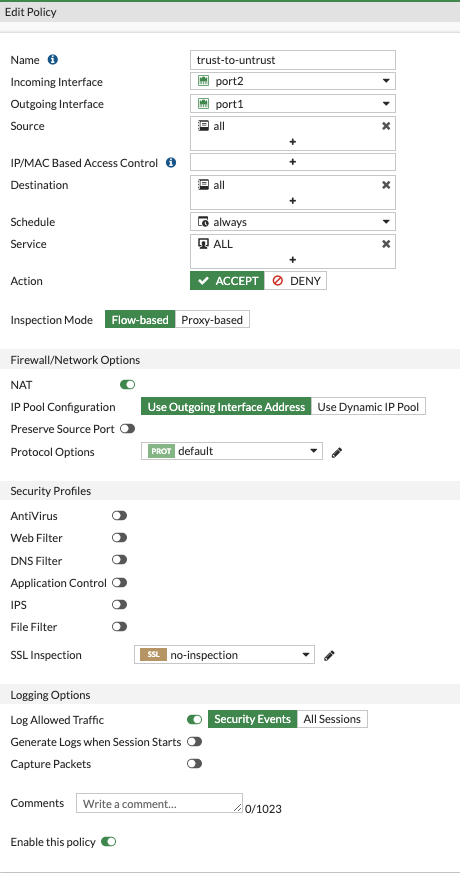 Edit Policy
Name trust-to-untrust
Incoming Interface port2
Outgoing Interface port1
Source all
+
IP/MAC Based Access Control +
Destination all
+
Schedule always
Service ALL
+
Action ACCEPT DENY
Inspection Mode Flow-based Proxy-based
Firewall/Network Options
NAT
IP Pool Configuration Use Outgoing Interface Address Use Dynamic IP Pool
Preserve Source Port
Protocol Options PROT default
Security Profiles
AntiVirus
Web Filter
DNS Filter
Application Control
IPS
File Filter
SSL Inspection SSL no-inspection
Logging Options
Log Allowed Traffic Security Events All Sessions
Generate Logs when Session Starts
Capture Packets
Comments Write a comment... 0/1023
Enable this policy